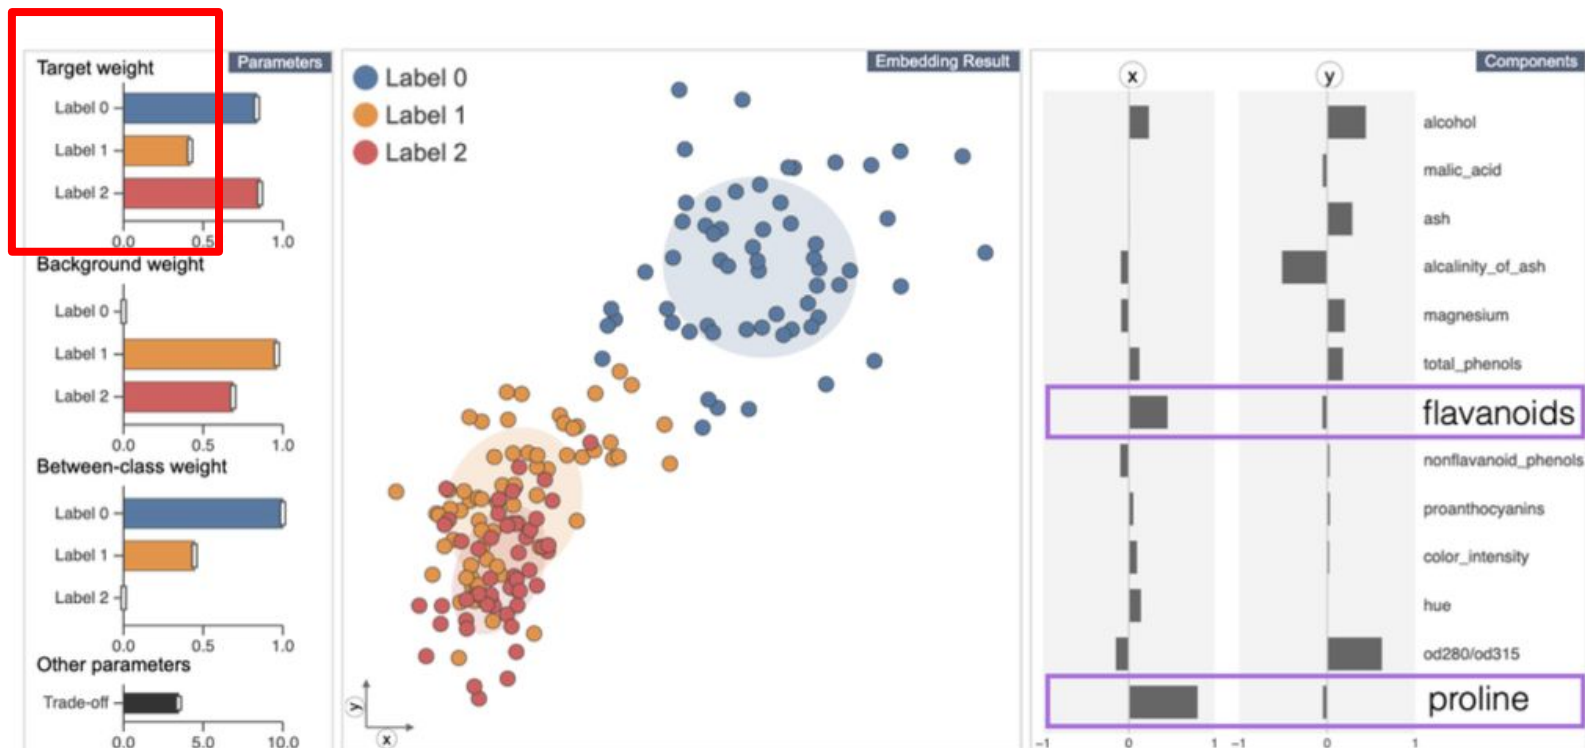 Parameters
Target weight
Label 0
Label 1
Label 2
0.0 0.5 1.0
Background weight
Label 0
Label 1
Label 2
0.0 0.5 1.0
Between-class weight
Label 0
Label 1
Label 2
0.0 0.5 1.0
Other parameters
Trade-off
0.0 5.0 10.0
Embedding Result
Label 0
Label 1
Label 2
y
x
Components
x y
alcohol
malic_acid
ash
alcalinity_of_ash
magnesium
total_phenols
flavanoids
nonflavanoid_phenols
proanthocyanins
color_intensity
hue
od280/od315
proline
−1 0 1 −1 0 1